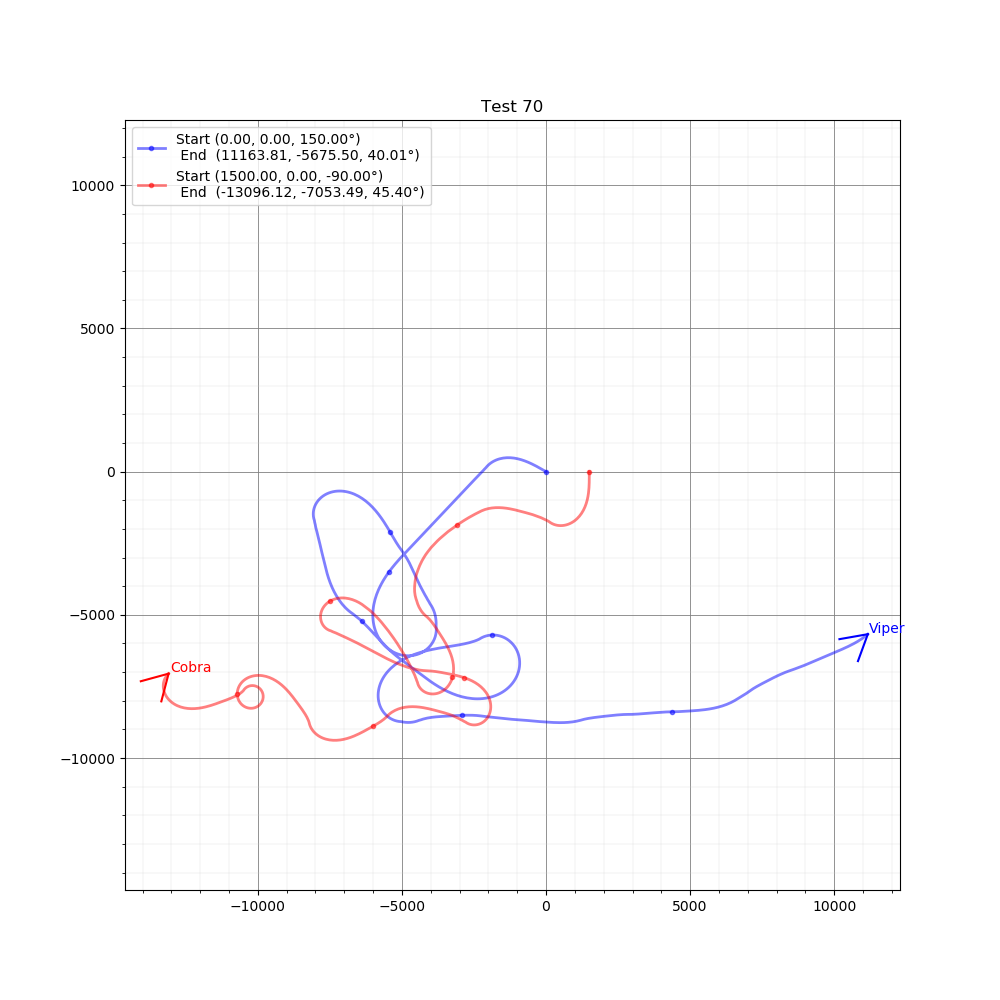 Test 70
Start (0.00, 0.00, 150.00°)
End (11163.81, -5675.50, 40.01°)
Start (1500.00, 0.00, -90.00°)
End (-13096.12, -7053.49, 45.40°)
10000
5000
0
−5000
−10000
Viper
Cobra
−10000
−5000
0
5000
10000